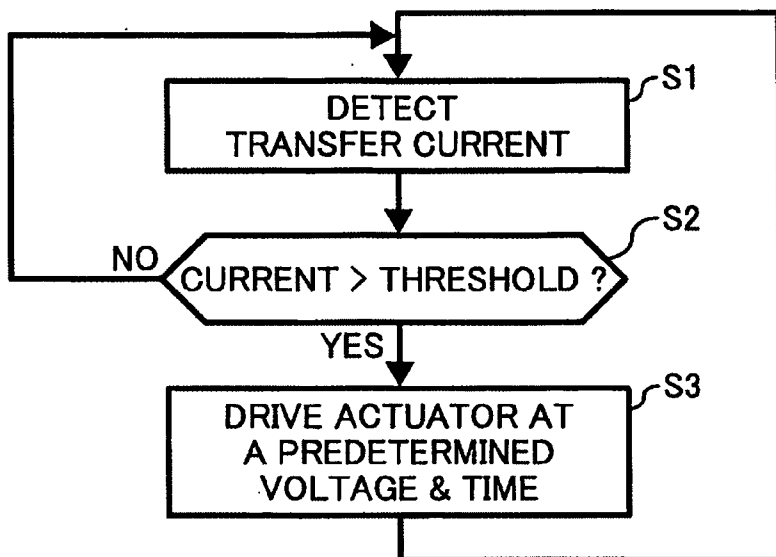 S1
DETECT
TRANSFER CURRENT
S2
NO
CURRENT > THRESHOLD ?
YES
S3
DRIVE ACTUATOR AT
A PREDETERMINED
VOLTAGE & TIME